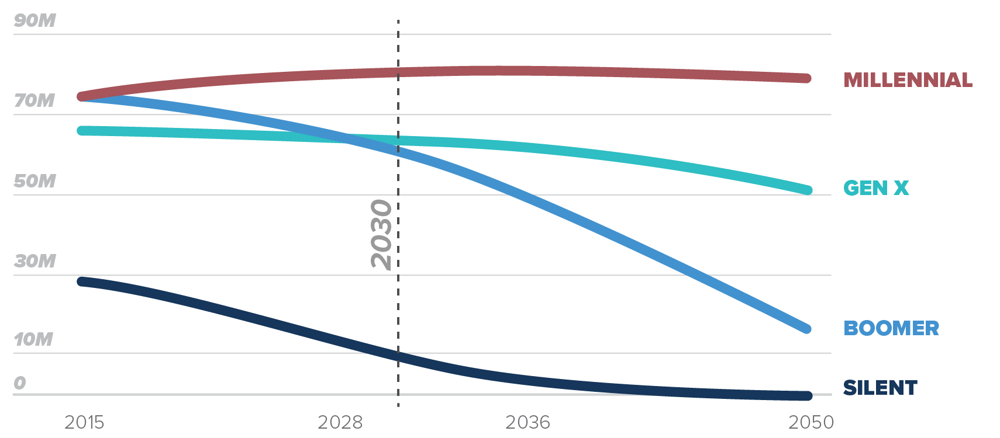 90M
MILLENNIAL
70M
50M
GEN X
2030
30M
BOOMER
10M
0
SILENT
2015
2028
2036
2050